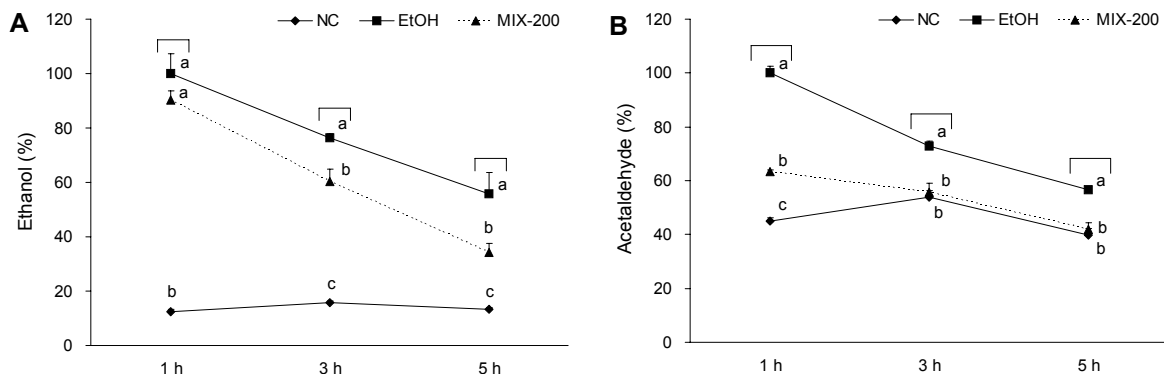 A
NC EtOH MIX-200
Ethanol (%)
120
100
80
60
40
20
0
a
a
a
b
a
b
b
c
c
1 h 3 h 5 h
B
NC EtOH MIX-200
Acetaldehyde (%)
120
100
80
60
40
20
0
a
a
b
b
a
c
b
b
b
1 h 3 h 5 h